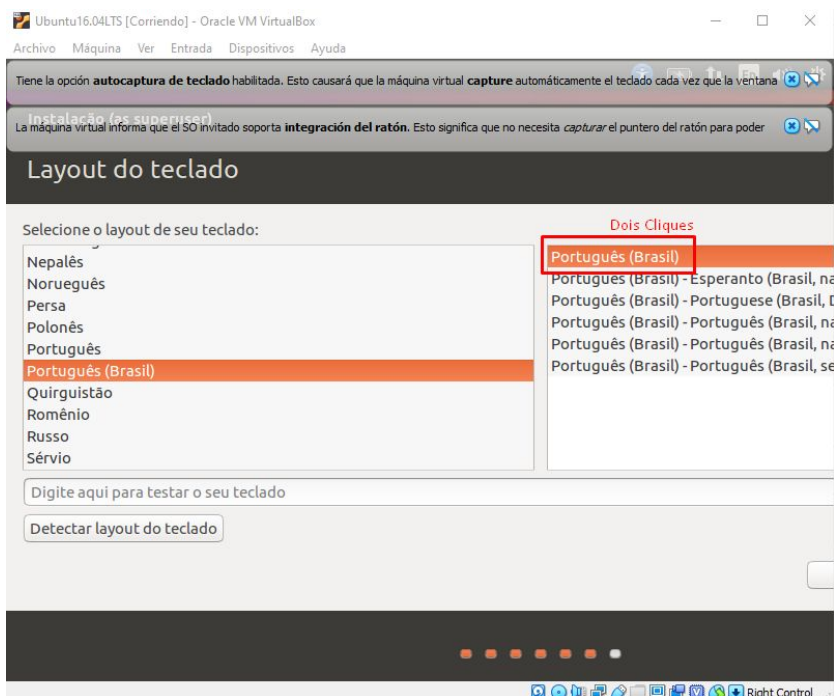 Ubuntu16.04LTS [Corriendo] - Oracle VM VirtualBox
Archivo Máquina Ver Entrada Dispositivos Ayuda
Tiene la opción autocaptura de teclado habilitada. Esto causará que la máquina virtual capture automáticamente el teclado cada vez que la ventana
Instalação (as superuser)
La máquina virtual informa que el SO invitado soporta integración del ratón. Esto significa que no necesita capturar el puntero del ratón para poder
Layout do teclado
Dois Cliques
Selecione o layout de seu teclado:
Nepalês
Norueguês
Persa
Polonês
Português
Português (Brasil)
Quirguistão
Romênio
Russo
Sérvio
Português (Brasil)
Português (Brasil) - Esperanto (Brasil, na
Português (Brasil) - Portuguese (Brasil,
Português (Brasil) - Português (Brasil, na
Português (Brasil) - Português (Brasil, na
Português (Brasil) - Português (Brasil, se
Digite aqui para testar o seu teclado
Detectar layout do teclado
Right Control